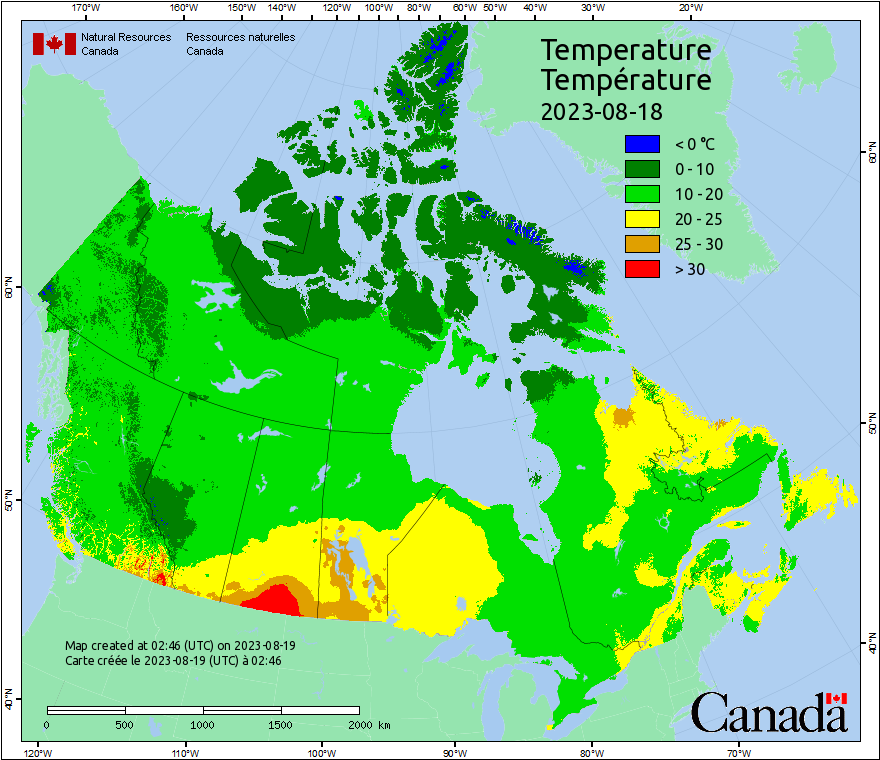 170°W 160°W 150°W 140°W 130°W 120°W 110°W 100°W 90°W 80°W 70°W 60°W 50°W 40°W 30°W 20°W
Natural Resources Ressources naturelles
Canada Canada
Temperature
Température
2023-08-18
< 0 °C
0 - 10
10 - 20
20 - 25
25 - 30
> 30
60°N
50°N
40°N
60°N
50°N
40°N
Map created at 02:46 (UTC) on 2023-08-19
Carte créée le 2023-08-19 (UTC) à 02:46
0 500 1000 1500 2000 km
Canada
120°W 110°W 100°W 90°W 80°W 70°W